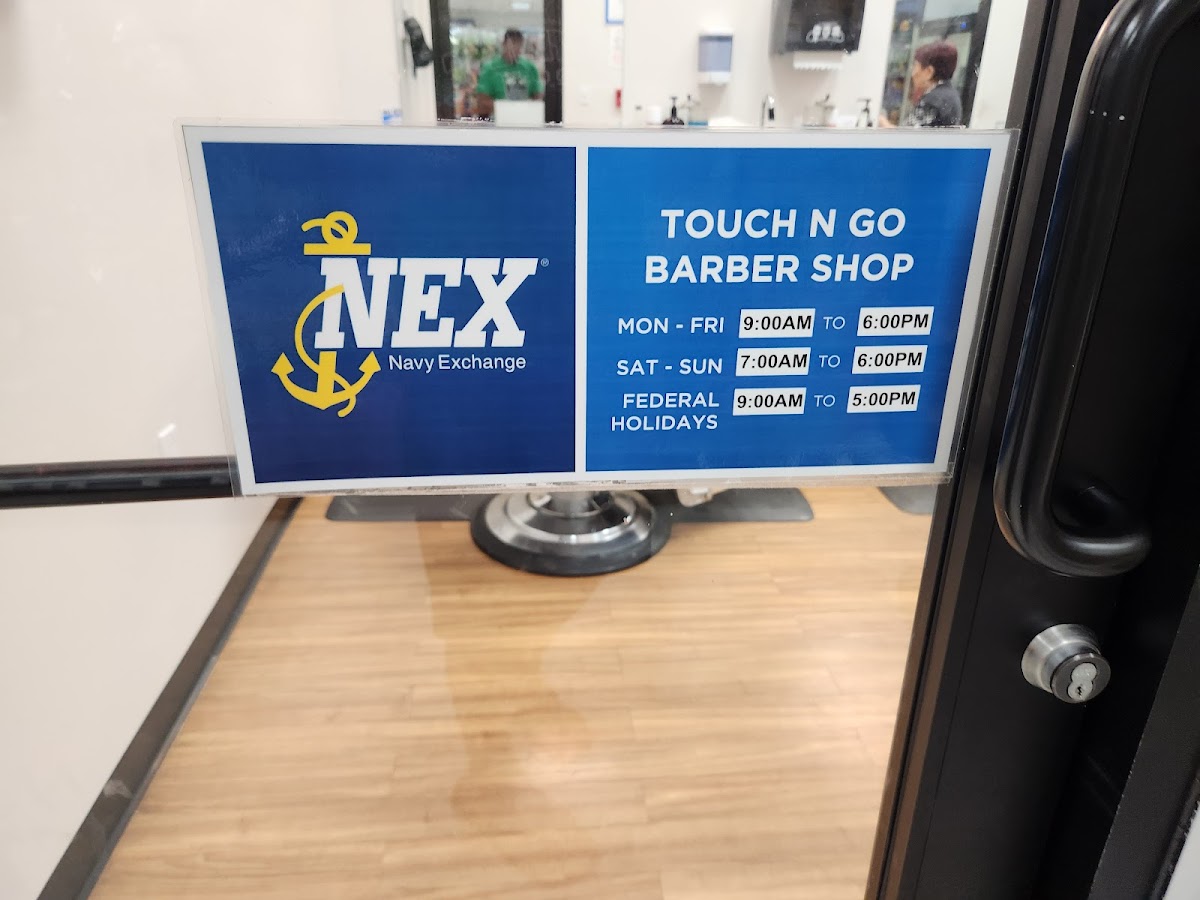 NEX®
Navy Exchange
TOUCH N GO
BARBER SHOP
MON - FRI 9:00AM TO 6:00PM
SAT - SUN 7:00AM TO 6:00PM
FEDERAL HOLIDAYS 9:00AM TO 5:00PM